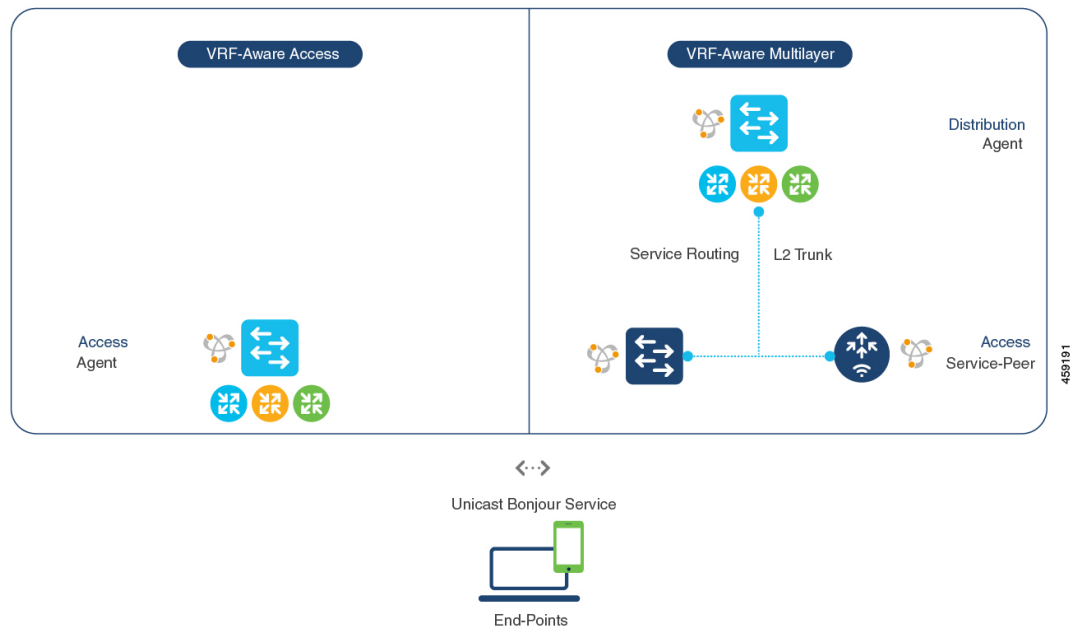 VRF-Aware Access
VRF-Aware Multilayer
Distribution
Agent
Service Routing
L2 Trunk
Access
Agent
Access
Service-Peer
459191
Unicast Bonjour Service
End-Points